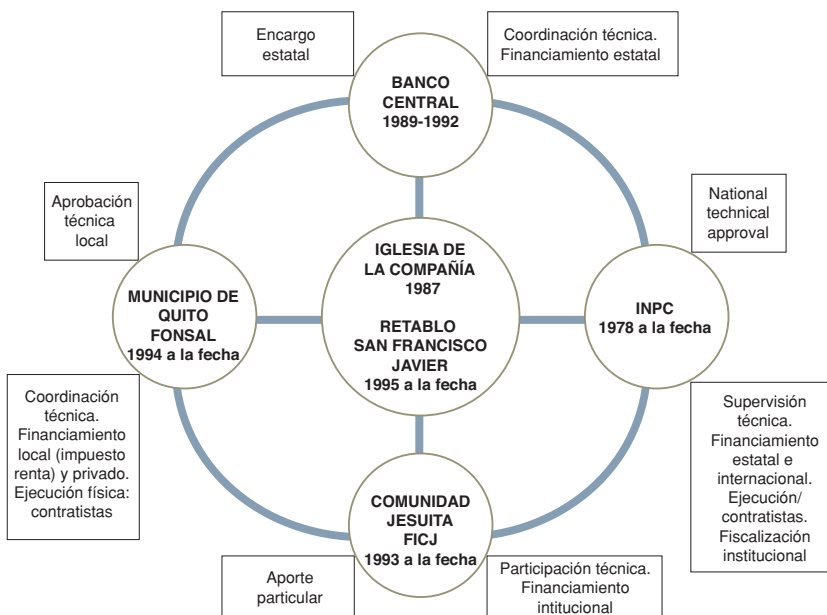 Encargo
estatal
Coordinación técnica.
Financiamiento estatal
BANCO
CENTRAL
1989-1992
Aprobación
técnica
local
National
technical
approval
IGLESIA DE
LA COMPAÑÍA
1987
RETABLO
SAN FRANCISCO
JAVIER
1995 a la fecha
MUNICIPIO DE
QUITO
FONSAL
1994 a la fecha
INPC
1978 a la fecha
Coordinación
técnica.
Financiamiento
local (impuesto
renta) y privado.
Ejecución física:
contratistas
Supervisión
técnica.
Financiamiento
estatal e
internacional.
Ejecución/
contratistas.
Fiscalización
institucional
COMUNIDAD
JESUITA
FICJ
1993 a la fecha
Aporte
particular
Participación técnica.
Financiamiento
intitucional